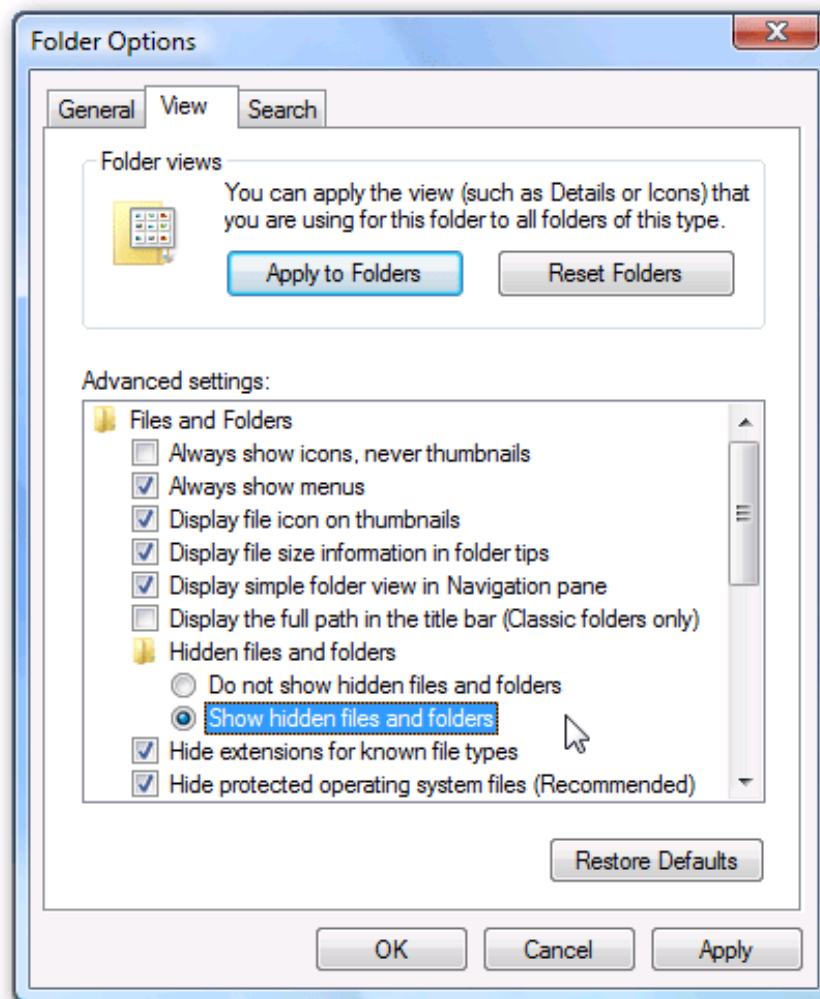 Folder Options
General View Search
Folder views
You can apply the view (such as Details or Icons) that
you are using for this folder to all folders of this type.
Apply to Folders Reset Folders
Advanced settings:
Files and Folders
Always show icons, never thumbnails
Always show menus
Display file icon on thumbnails
Display file size information in folder tips
Display simple folder view in Navigation pane
Display the full path in the title bar (Classic folders only)
Hidden files and folders
Do not show hidden files and folders
Show hidden files and folders
Hide extensions for known file types
Hide protected operating system files (Recommended)
Restore Defaults
OK Cancel Apply